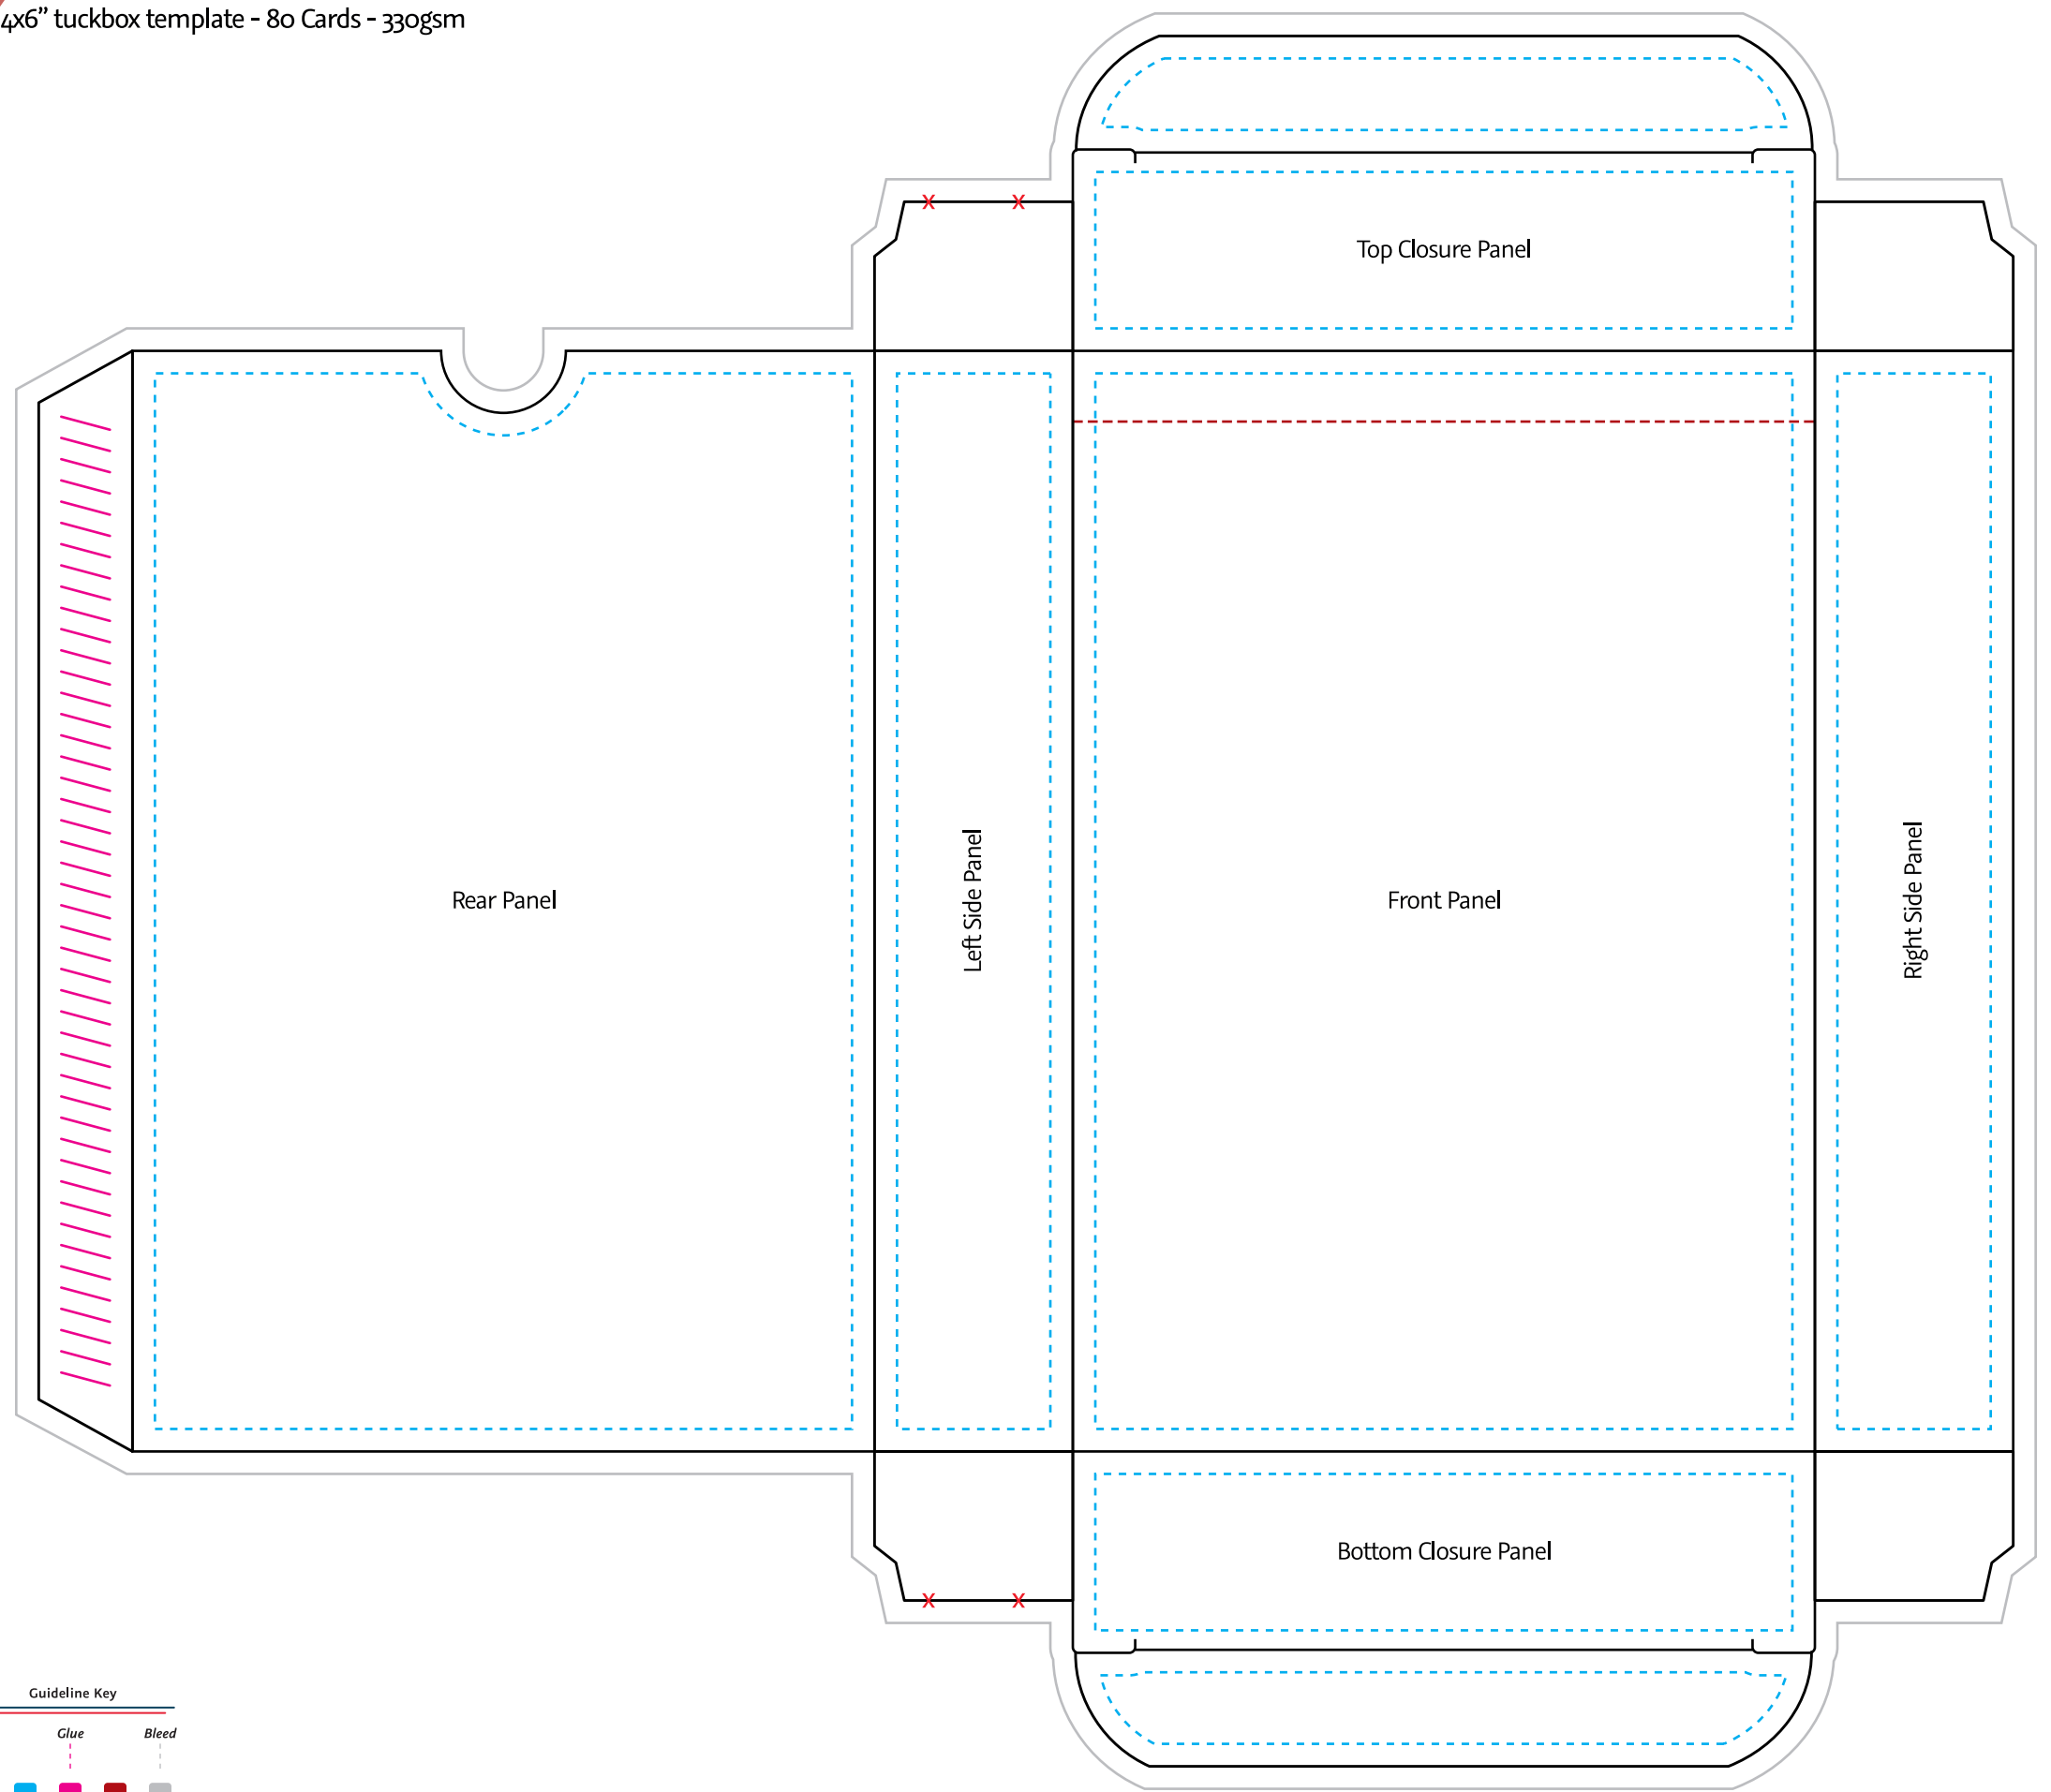 4x6” tuckbox template - 80 Cards - 330gsm
X X
Top Closure Panel
Rear Panel
Left Side Panel
Front Panel
Right Side Panel
Bottom Closure Panel
X X
Guideline Key
Glue Bleed